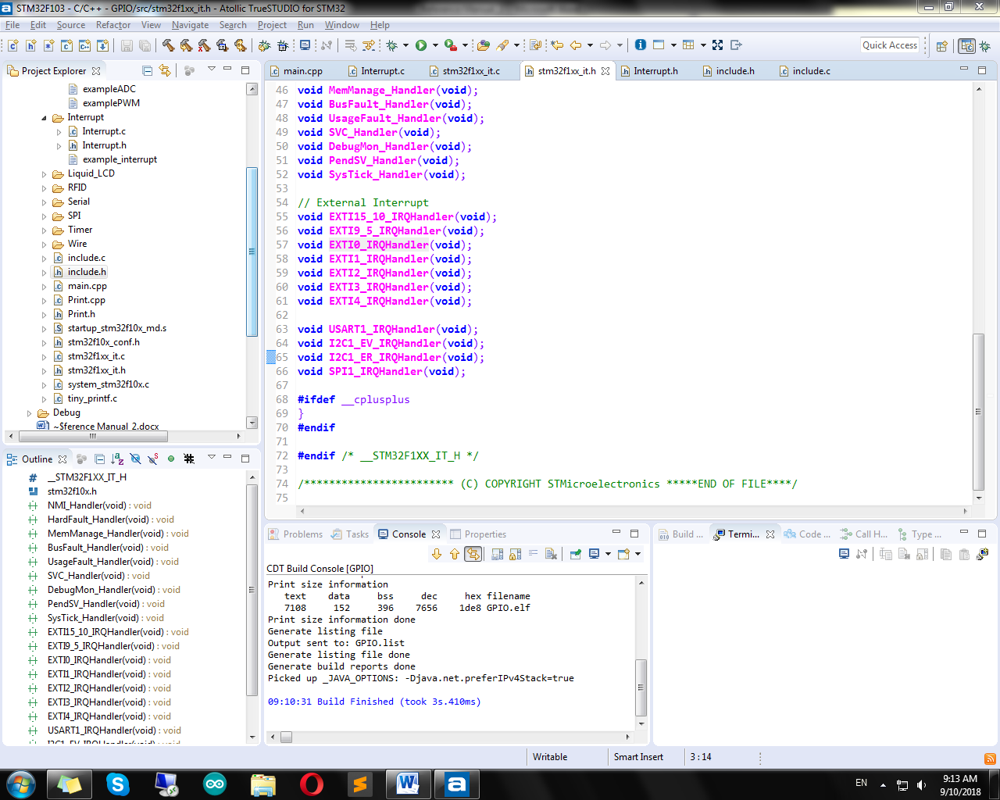 STM32F103 - C/C++ - GPIO/src/stm32f1xx_it.h - Atollic TrueSTUDIO for STM32
File Edit Source Refactor View Navigate Search Project Run Window Help
Quick Access
Project Explorer
exampleADC
examplePWM
Interrupt
Interrupt.c
Interrupt.h
example_interrupt
Liquid_LCD
RFID
Serial
SPI
Timer
Wire
include.c
include.h
main.cpp
Print.cpp
Print.h
startup_stm32f10x_md.s
stm32f10x_conf.h
stm32f1xx_it.c
stm32f1xx_it.h
system_stm32f10x.c
tiny_printf.c
Debug
~$ference Manual_2.docx
main.cpp Interrupt.c stm32f1xx_it.c stm32f1xx_it.h Interrupt.h include.h include.c
46 void MemManage_Handler(void);
47 void BusFault_Handler(void);
48 void UsageFault_Handler(void);
49 void SVC_Handler(void);
50 void DebugMon_Handler(void);
51 void PendSV_Handler(void);
52 void SysTick_Handler(void);
53
54 // External Interrupt
55 void EXTI15_10_IRQHandler(void);
56 void EXTI9_5_IRQHandler(void);
57 void EXTI0_IRQHandler(void);
58 void EXTI1_IRQHandler(void);
59 void EXTI2_IRQHandler(void);
60 void EXTI3_IRQHandler(void);
61 void EXTI4_IRQHandler(void);
62
63 void USART1_IRQHandler(void);
64 void I2C1_EV_IRQHandler(void);
65 void I2C1_ER_IRQHandler(void);
66 void SPI1_IRQHandler(void);
67
68 #ifdef __cplusplus
69 }
70 #endif
71
72 #endif /* __STM32F1XX_IT_H */
73
74 /************************ (C) COPYRIGHT STMicroelectronics *****END OF FILE****/
75
Outline
__STM32F1XX_IT_H
stm32f10x.h
NMI_Handler(void) : void
HardFault_Handler(void) : void
MemManage_Handler(void) : void
BusFault_Handler(void) : void
UsageFault_Handler(void) : void
SVC_Handler(void) : void
DebugMon_Handler(void) : void
PendSV_Handler(void) : void
SysTick_Handler(void) : void
EXTI15_10_IRQHandler(void) : void
EXTI9_5_IRQHandler(void) : void
EXTI0_IRQHandler(void) : void
EXTI1_IRQHandler(void) : void
EXTI2_IRQHandler(void) : void
EXTI3_IRQHandler(void) : void
EXTI4_IRQHandler(void) : void
USART1_IRQHandler(void) : void
I2C1_EV_IRQHandler(void) : void
Problems Tasks Console Properties
CDT Build Console [GPIO]
Print size information
text data bss dec hex filename
7108 152 396 7656 1de8 GPIO.elf
Print size information done
Generate listing file
Output sent to: GPIO.list
Generate listing file done
Generate build reports done
Picked up _JAVA_OPTIONS: -Djava.net.preferIPv4Stack=true
09:10:31 Build Finished (took 3s.410ms)
Build ... Termi... Code ... Call H... Type ...
Writable Smart Insert 3 : 14
EN
9:13 AM
9/10/2018